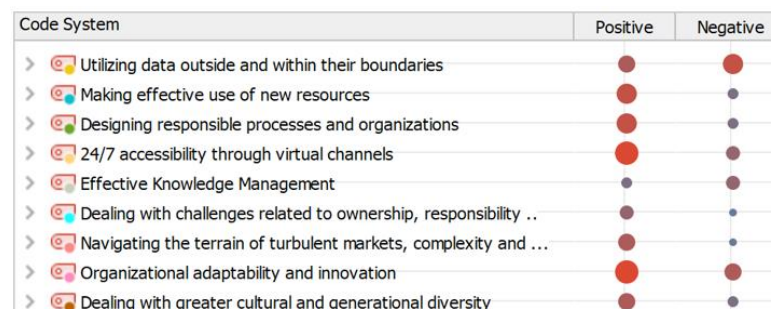 Code System Positive Negative
Utilizing data outside and within their boundaries
Making effective use of new resources
Designing responsible processes and organizations
24/7 accessibility through virtual channels
Effective Knowledge Management
Dealing with challenges related to ownership, responsibility ..
Navigating the terrain of turbulent markets, complexity and ...
Organizational adaptability and innovation
Dealing with greater cultural and generational diversity